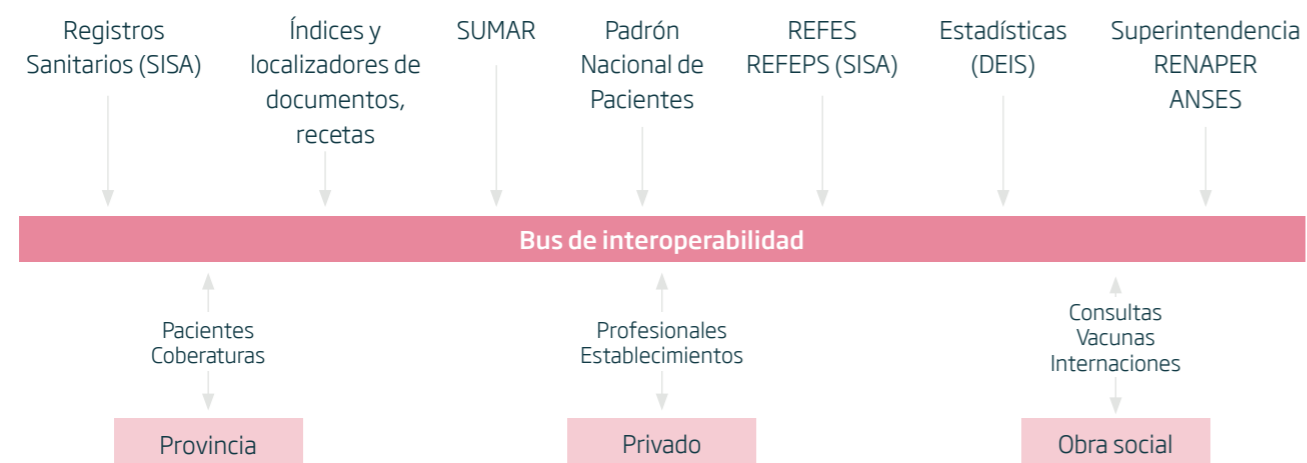 Registros
Sanitarios (SISA)
Índices y
localizadores de
documentos,
recetas
SUMAR
Padrón
Nacional de
Pacientes
REFES
REFEPS (SISA)
Estadísticas
(DEIS)
Superintendencia
RENAPER
ANSES
Bus de interoperabilidad
Pacientes
Coberaturas
Profesionales
Establecimientos
Consultas
Vacunas
Internaciones
Provincia
Privado
Obra social